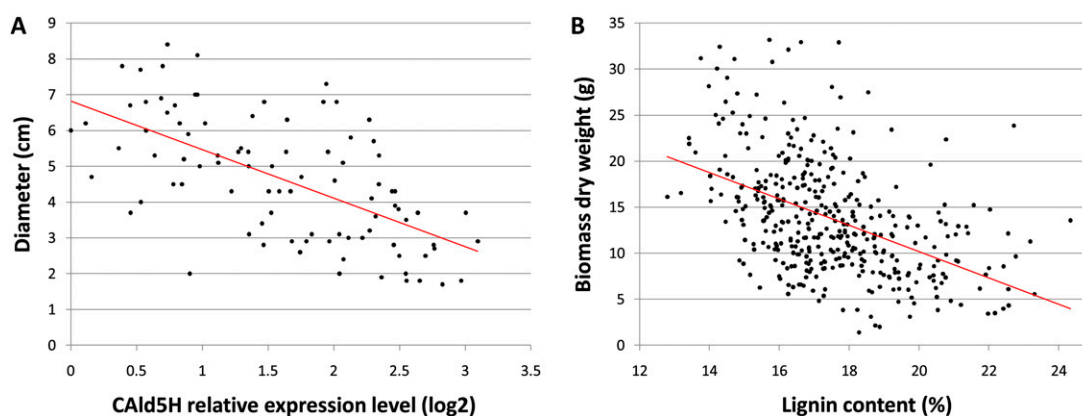 A
Diameter (cm)
9
8
7
6
5
4
3
2
1
0
0 0.5 1 1.5 2 2.5 3 3.5
CAld5H relative expression level (log2)
B
Biomass dry weight (g)
35
30
25
20
15
10
5
0
12 14 16 18 20 22 24
Lignin content (%)